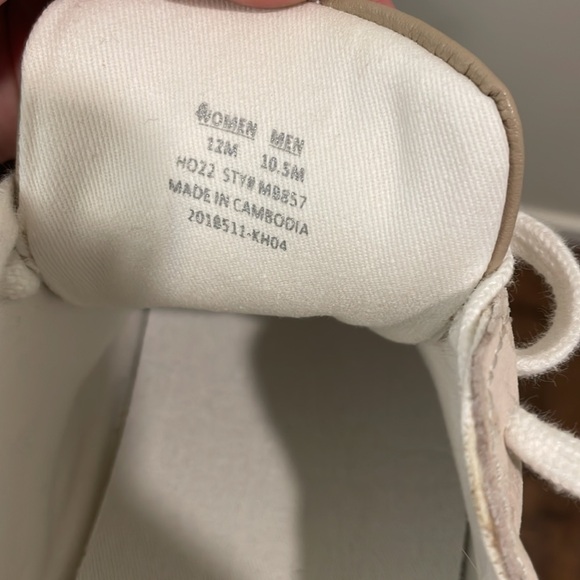 WOMEN MEN
12M 10.5M
HO22 STY# MB857
MADE IN CAMBODIA
2018511-KH04